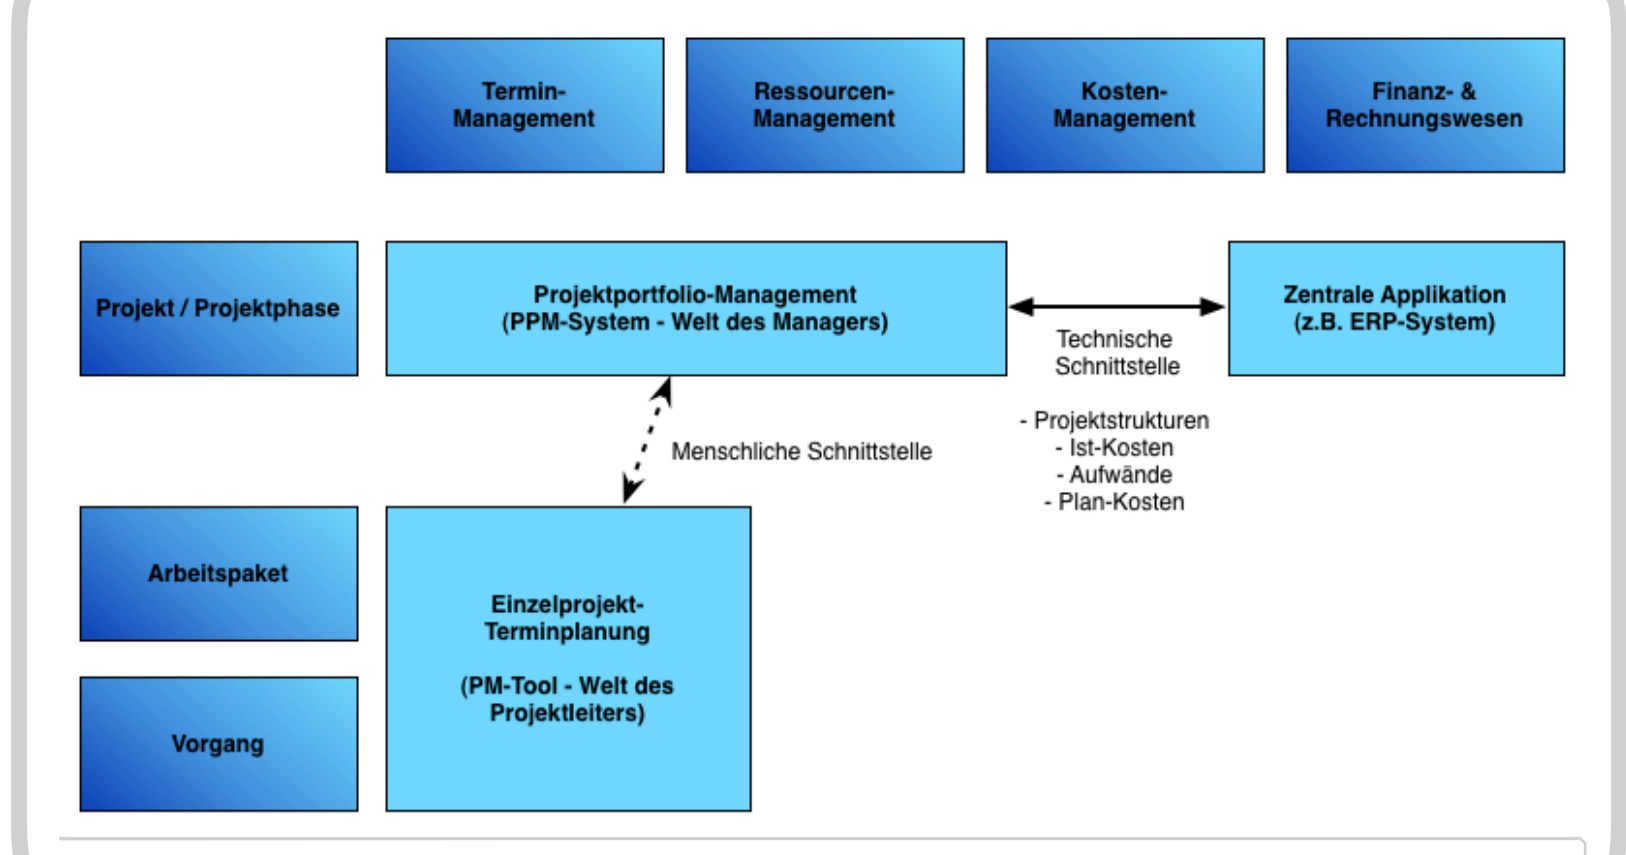 Termin-
Management
Ressourcen-
Management
Kosten-
Management
Finanz- &
Rechnungswesen
Projekt / Projektphase
Projektportfolio-Management
(PPM-System - Welt des Managers)
Zentrale Applikation
(z.B. ERP-System)
Technische
Schnittstelle
- Projektstrukturen
- Ist-Kosten
- Aufwände
- Plan-Kosten
Menschliche Schnittstelle
Arbeitspaket
Einzelprojekt-
Terminplanung
(PM-Tool - Welt des
Projektleiters)
Vorgang